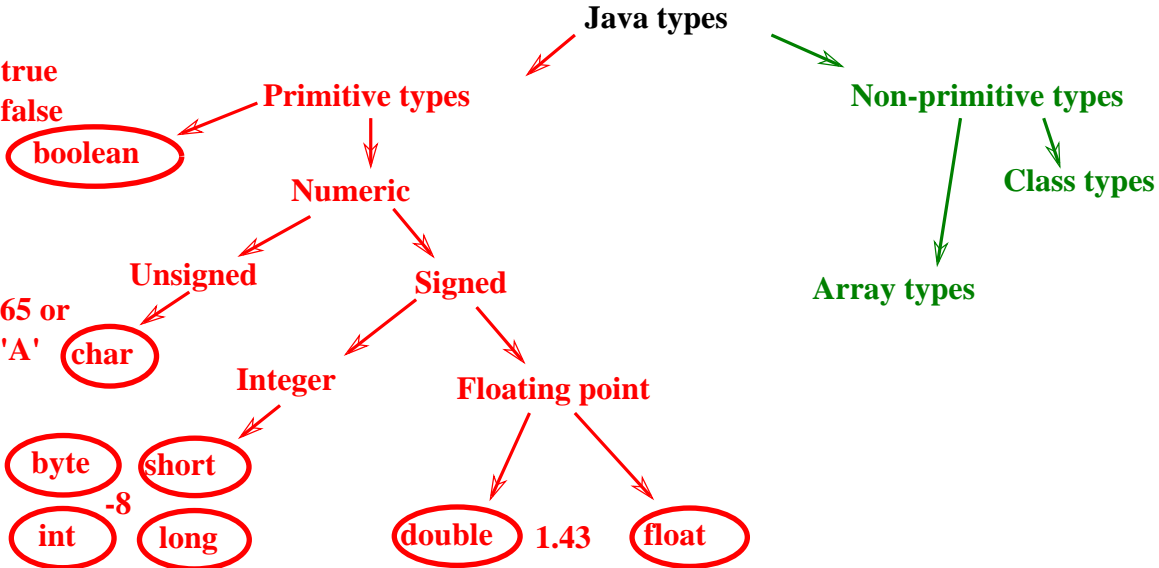 Java types
true
false
Primitive types
Non-primitive types
boolean
Class types
Numeric
Unsigned
Signed
Array types
65 or
'A'
char
Integer
Floating point
byte
short
-8
int
long
double
1.43
float